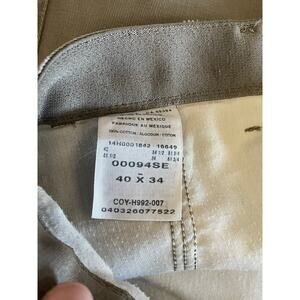 HECHO EN MEXICO
FABRIQUE AU MEXIQUE
100% COTTON / ALGODON / COTON
14H0001842 16649
00094SE
40 X 34
COY-H992-007
040326077522